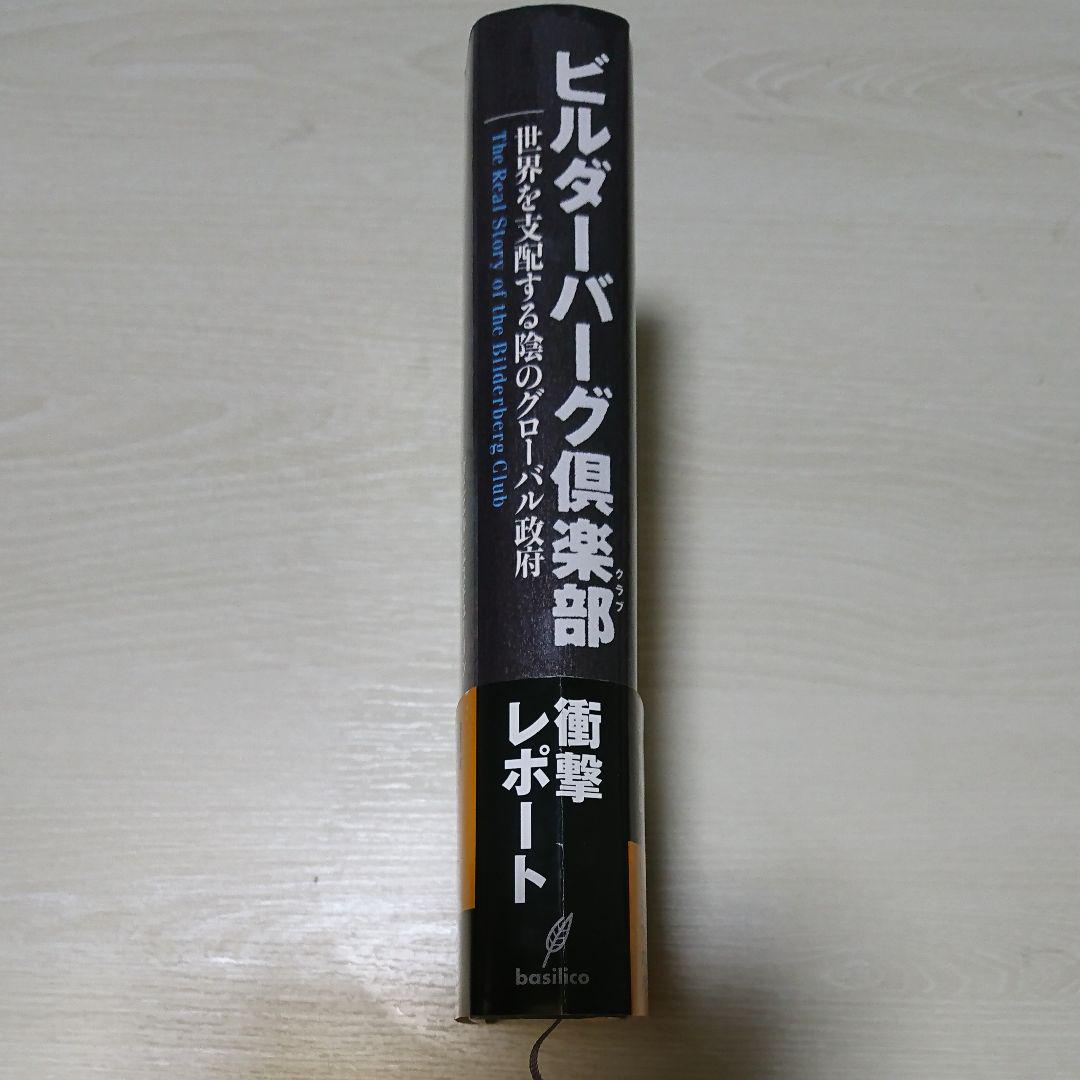 ビルダーバーグ倶楽部
クラブ
世界を支配する陰のグローバル政府
The Real Story of the Bilderberg Club
衝撃
レポート
basilico